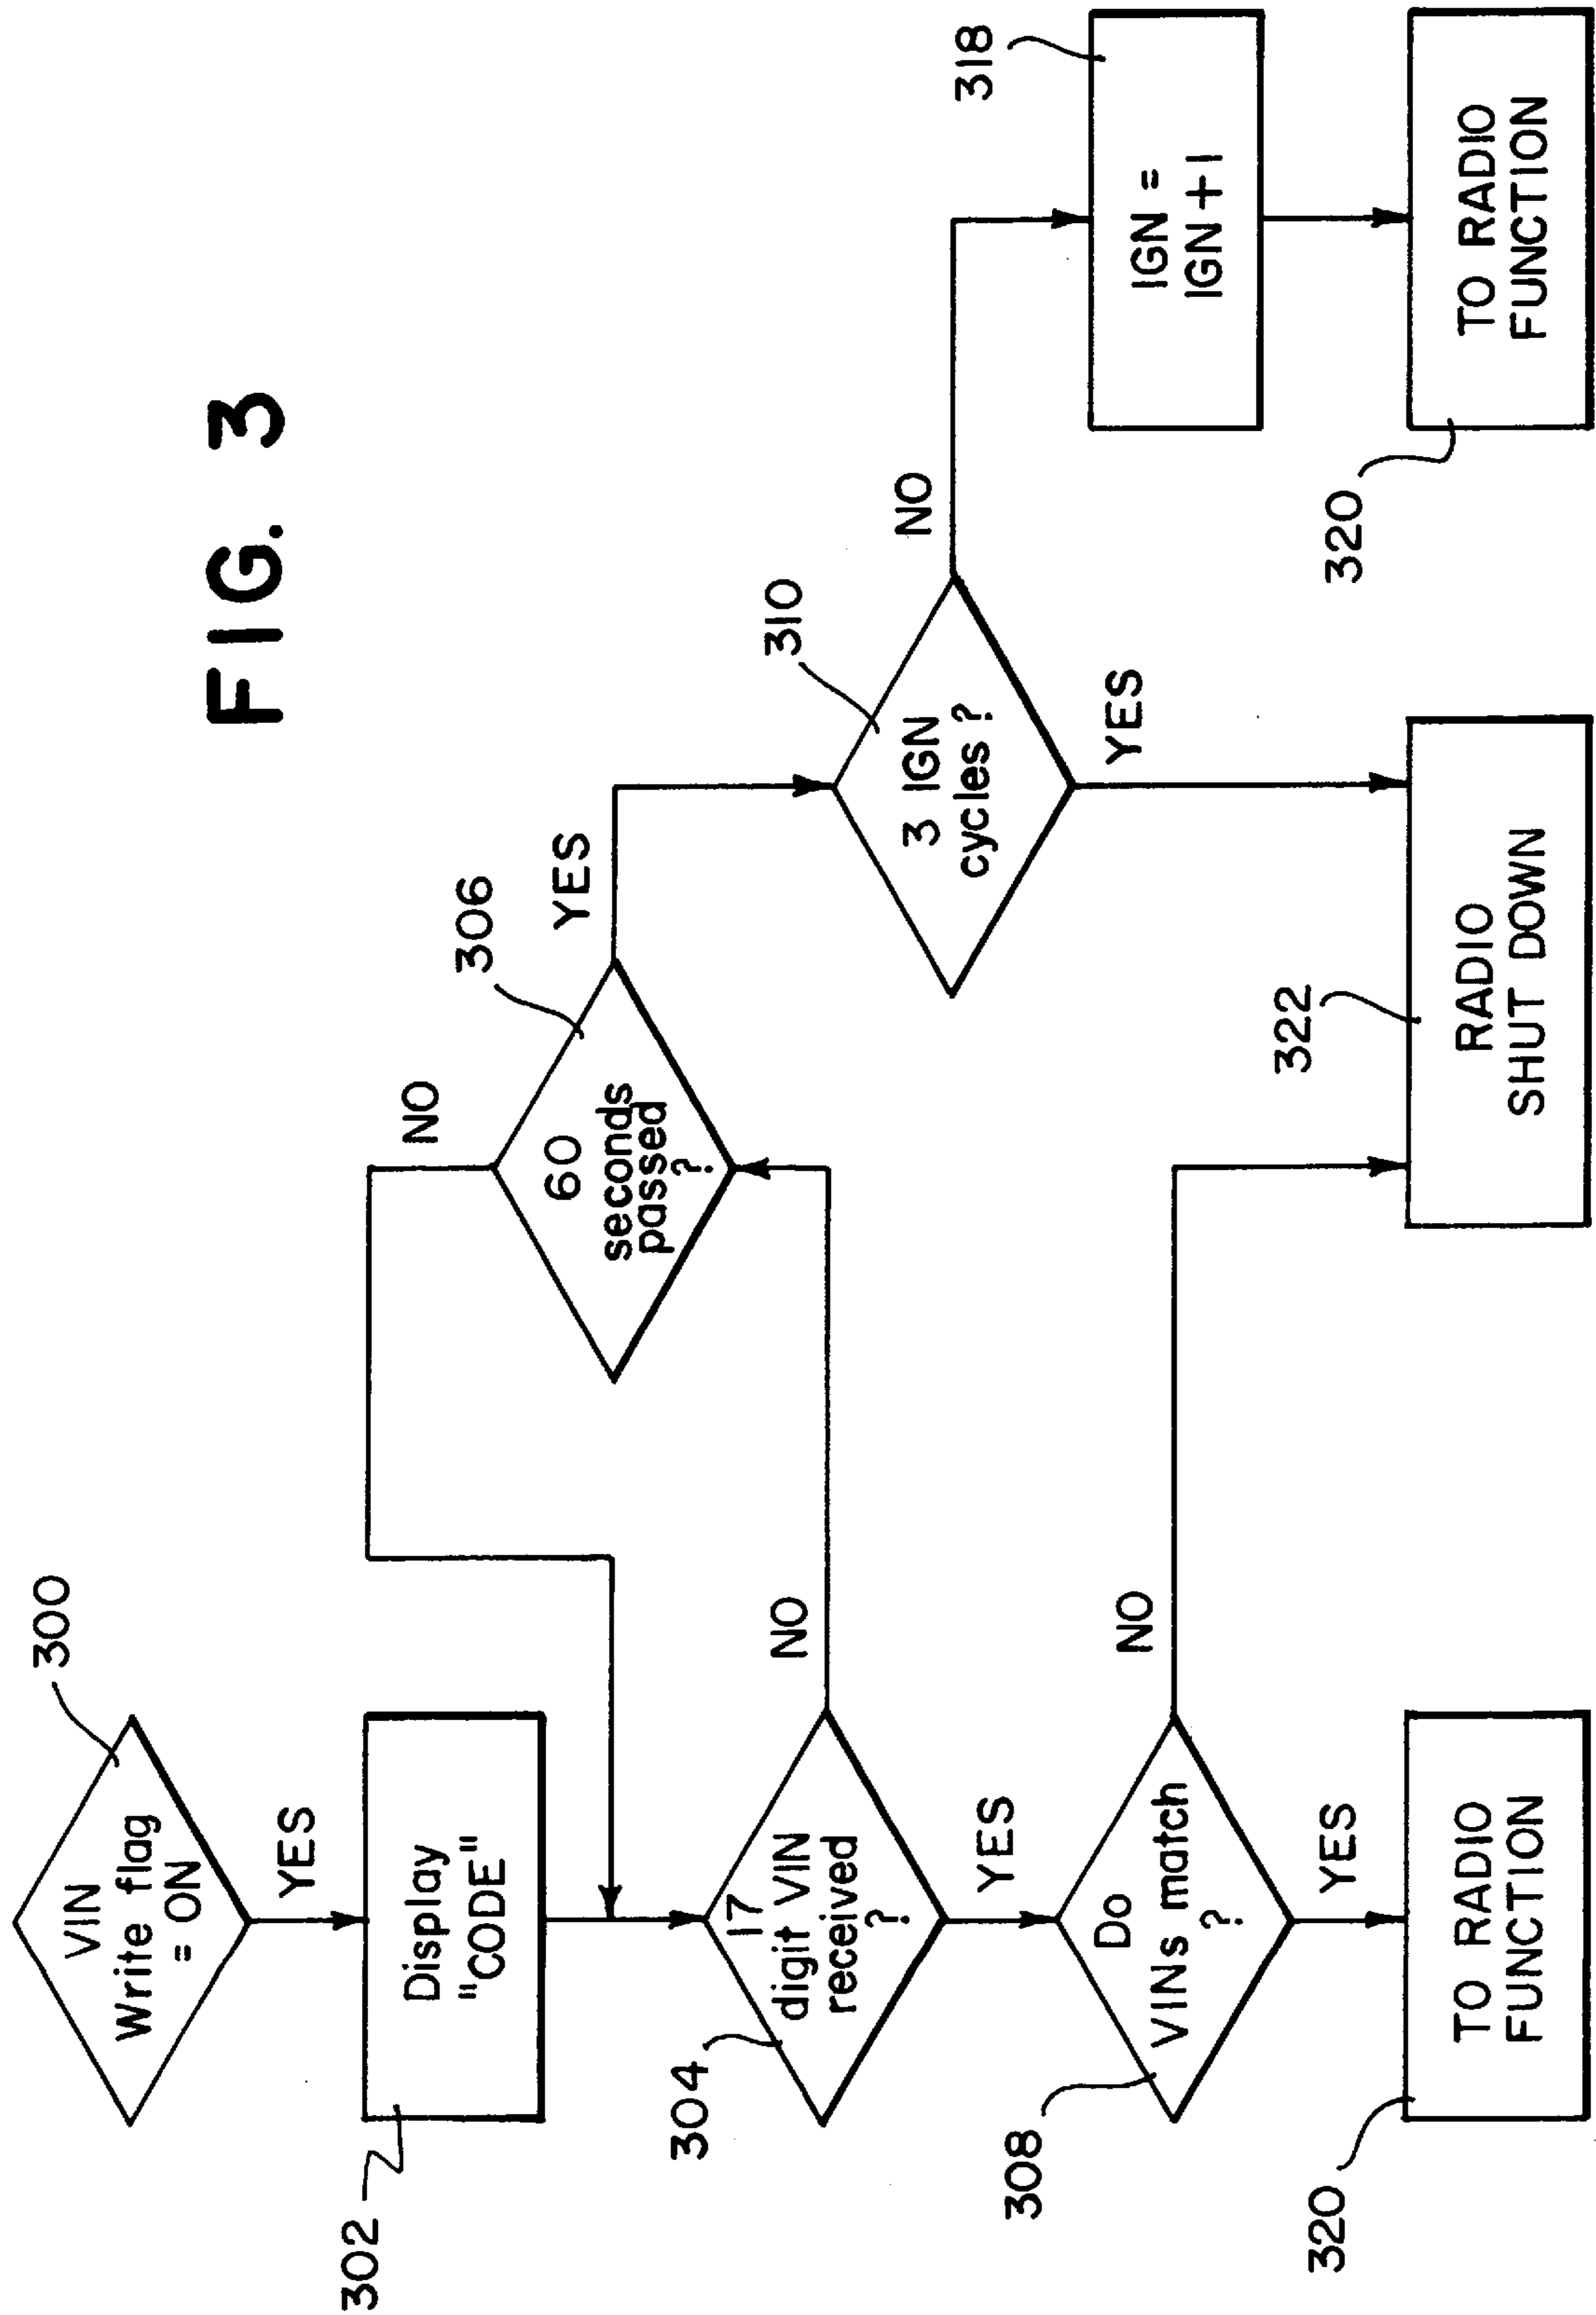 FIG. 3
300
VIN
Write flag
= ON
YES
302
Display
"CODE"
304
17
digit VIN
received
?
NO
YES
306
60
seconds
passed
?
NO
YES
310
3 IGN
cycles ?
NO
YES
318
IGN =
IGN + 1
308
Do
VINs match
?
NO
YES
320
TO RADIO
FUNCTION
322
RADIO
SHUT DOWN
320
TO RADIO
FUNCTION